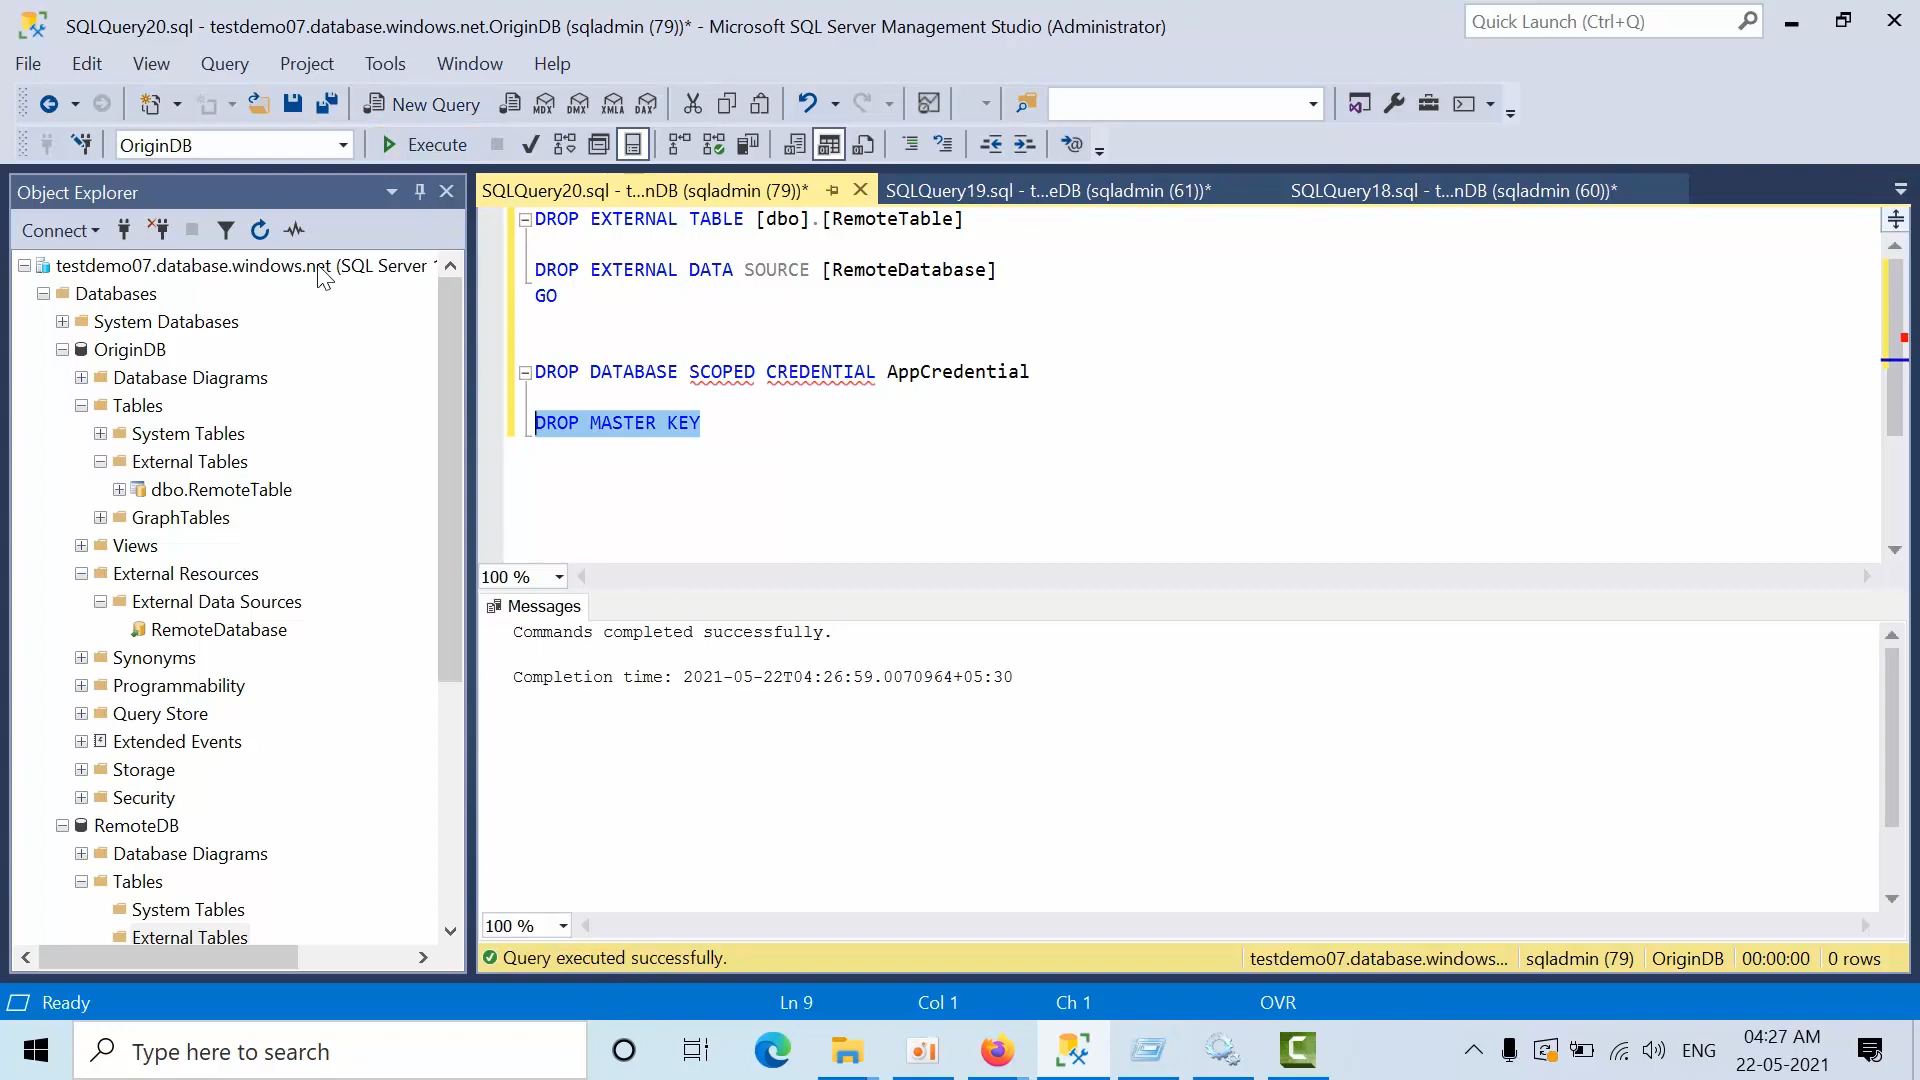 SQLQuery20.sql - testdemo07.database.windows.net.OriginDB (sqladmin (79))* - Microsoft SQL Server Management Studio (Administrator)
Quick Launch (Ctrl+Q)
File Edit View Query Project Tools Window Help
New Query MDX DMX XMLA DAX
OriginDB Execute
Object Explorer
SQLQuery20.sql - t...nDB (sqladmin (79))* SQLQuery19.sql - t...eDB (sqladmin (61))* SQLQuery18.sql - t...nDB (sqladmin (60))*
Connect
testdemo07.database.windows.net (SQL Server
Databases
System Databases
OriginDB
Database Diagrams
Tables
System Tables
External Tables
dbo.RemoteTable
GraphTables
Views
External Resources
External Data Sources
RemoteDatabase
Synonyms
Programmability
Query Store
Extended Events
Storage
Security
RemoteDB
Database Diagrams
Tables
System Tables
External Tables
DROP EXTERNAL TABLE [dbo].[RemoteTable]
DROP EXTERNAL DATA SOURCE [RemoteDatabase]
GO
DROP DATABASE SCOPED CREDENTIAL AppCredential
DROP MASTER KEY
100 %
Messages
Commands completed successfully.
Completion time: 2021-05-22T04:26:59.0070964+05:30
100 %
Query executed successfully. testdemo07.database.windows... sqladmin (79) OriginDB 00:00:00 0 rows
Ready Ln 9 Col 1 Ch 1 OVR
Type here to search
ENG
04:27 AM
22-05-2021